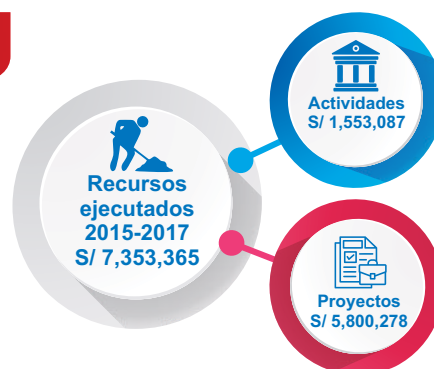 Recursos
ejecutados
2015-2017
S/ 7,353,365
Actividades
S/ 1,553,087
Proyectos
S/ 5,800,278